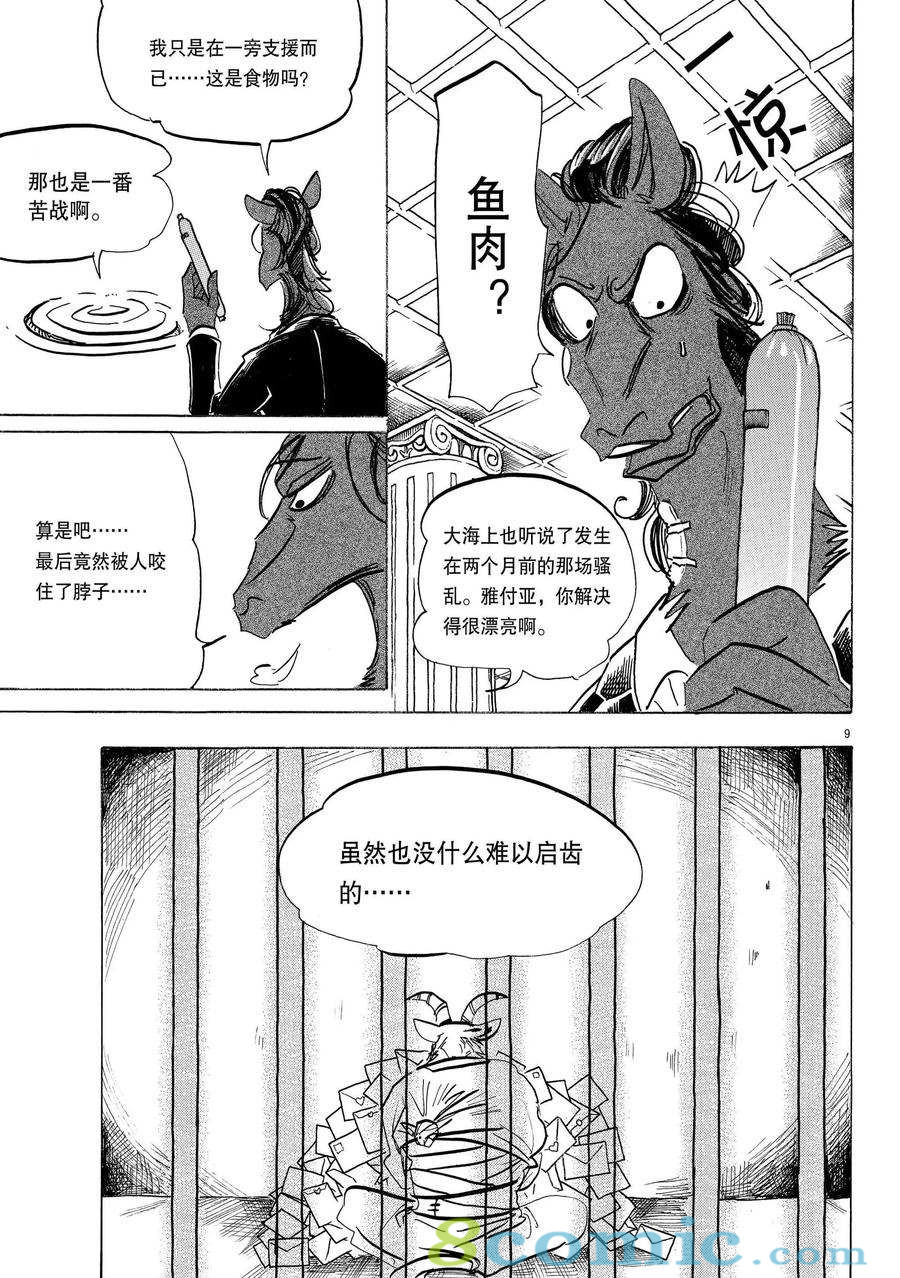 一惊
鱼
肉?
大海上也听说了发生
在两个月前的那场骚
乱。雅付亚，你解决
得很漂亮啊。
我只是在一旁支援而
已……这是食物吗?
那也是一番
苦战啊。
算是吧……
最后竟然被人咬
住了脖子……
9
虽然也没什么难以启齿
的……
8comic.com